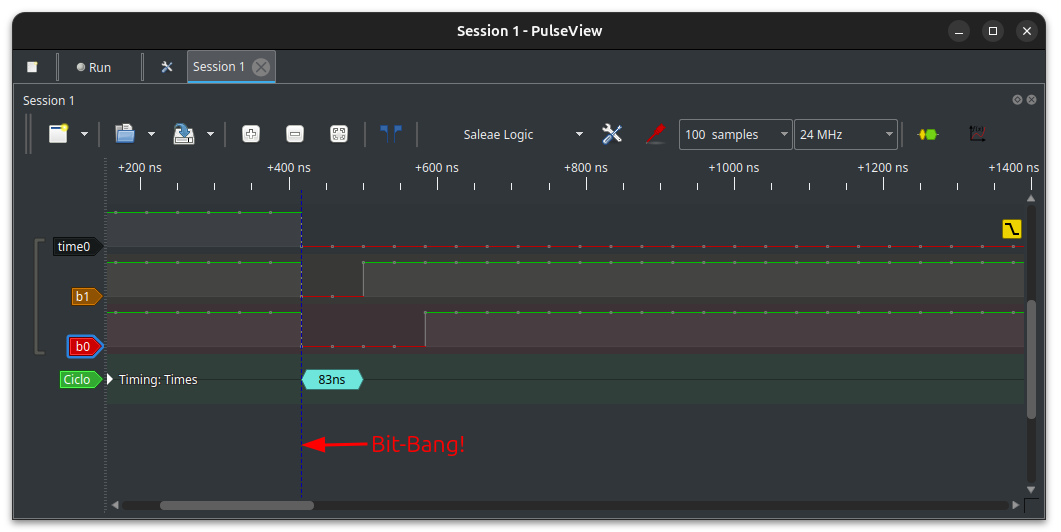 Session 1 - PulseView
Run
Session 1
Session 1
Saleae Logic
100 samples
24 MHz
+200 ns +400 ns +600 ns +800 ns +1000 ns +1200 ns +1400 ns
time0
b1
b0
Ciclo Timing: Times 83ns
Bit-Bang!